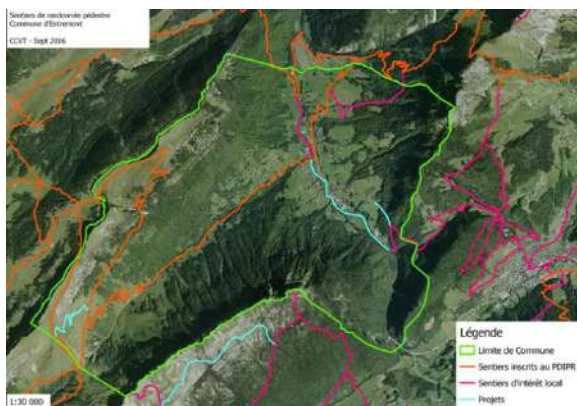 Sentiers de randonnée pédestre
Commune d'Entremont
CCVT - Sept 2016
Légende
Limite de Commune
Sentiers inscrits au PDIPR
Sentiers d'intérêt local
Projets
1:30 000